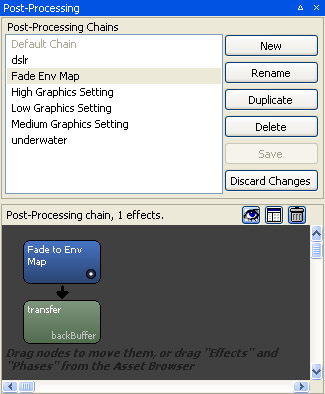 Post-Processing
Post-Processing Chains
Default Chain
dslr
Fade Env Map
High Graphics Setting
Low Graphics Setting
Medium Graphics Setting
underwater
New
Rename
Duplicate
Delete
Save
Discard Changes
Post-Processing chain, 1 effects.
Fade to Env
Map
transfer
backBuffer
Drag nodes to move them, or drag "Effects" and
"Phases" from the Asset Browser